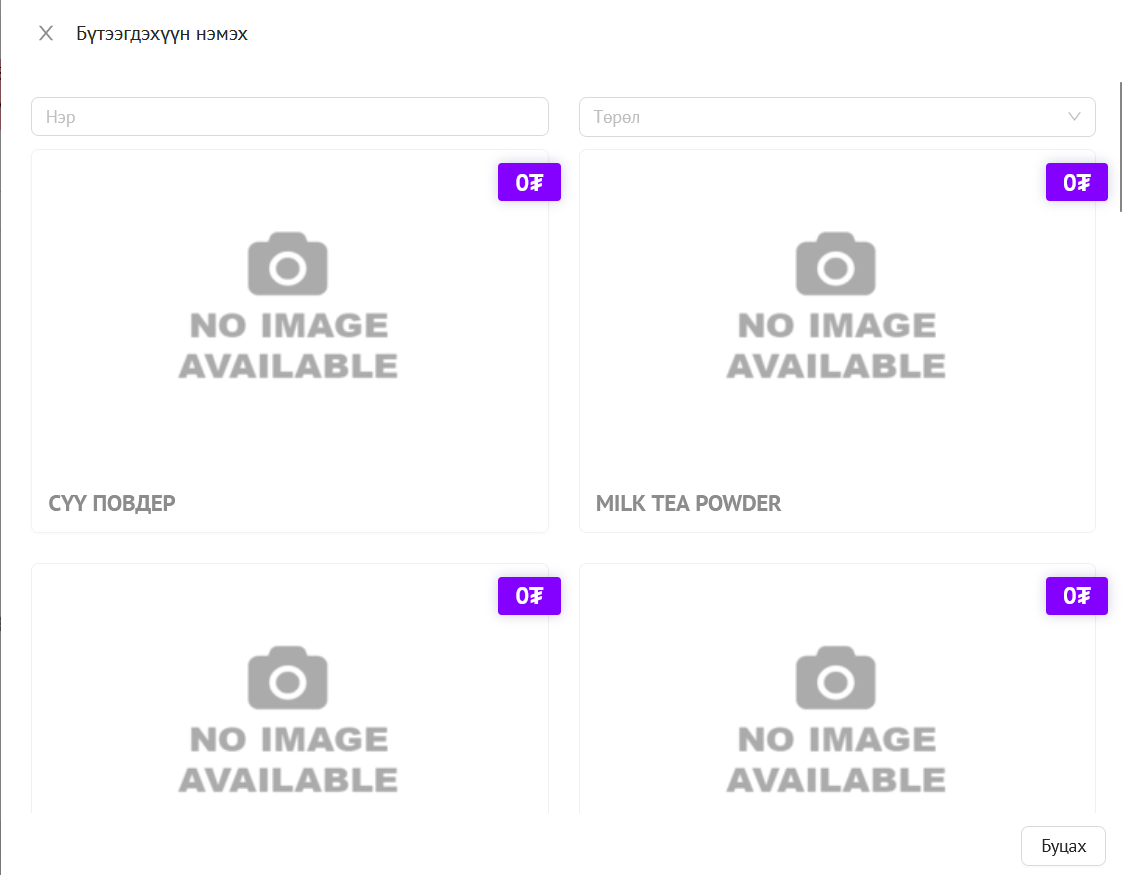 Бүтээгдэхүүн нэмэх
Нэр
Төрөл
0₮
0₮
NO IMAGE
AVAILABLE
NO IMAGE
AVAILABLE
СҮҮ ПОВДЕР
MILK TEA POWDER
0₮
0₮
NO IMAGE
AVAILABLE
NO IMAGE
AVAILABLE
Буцах